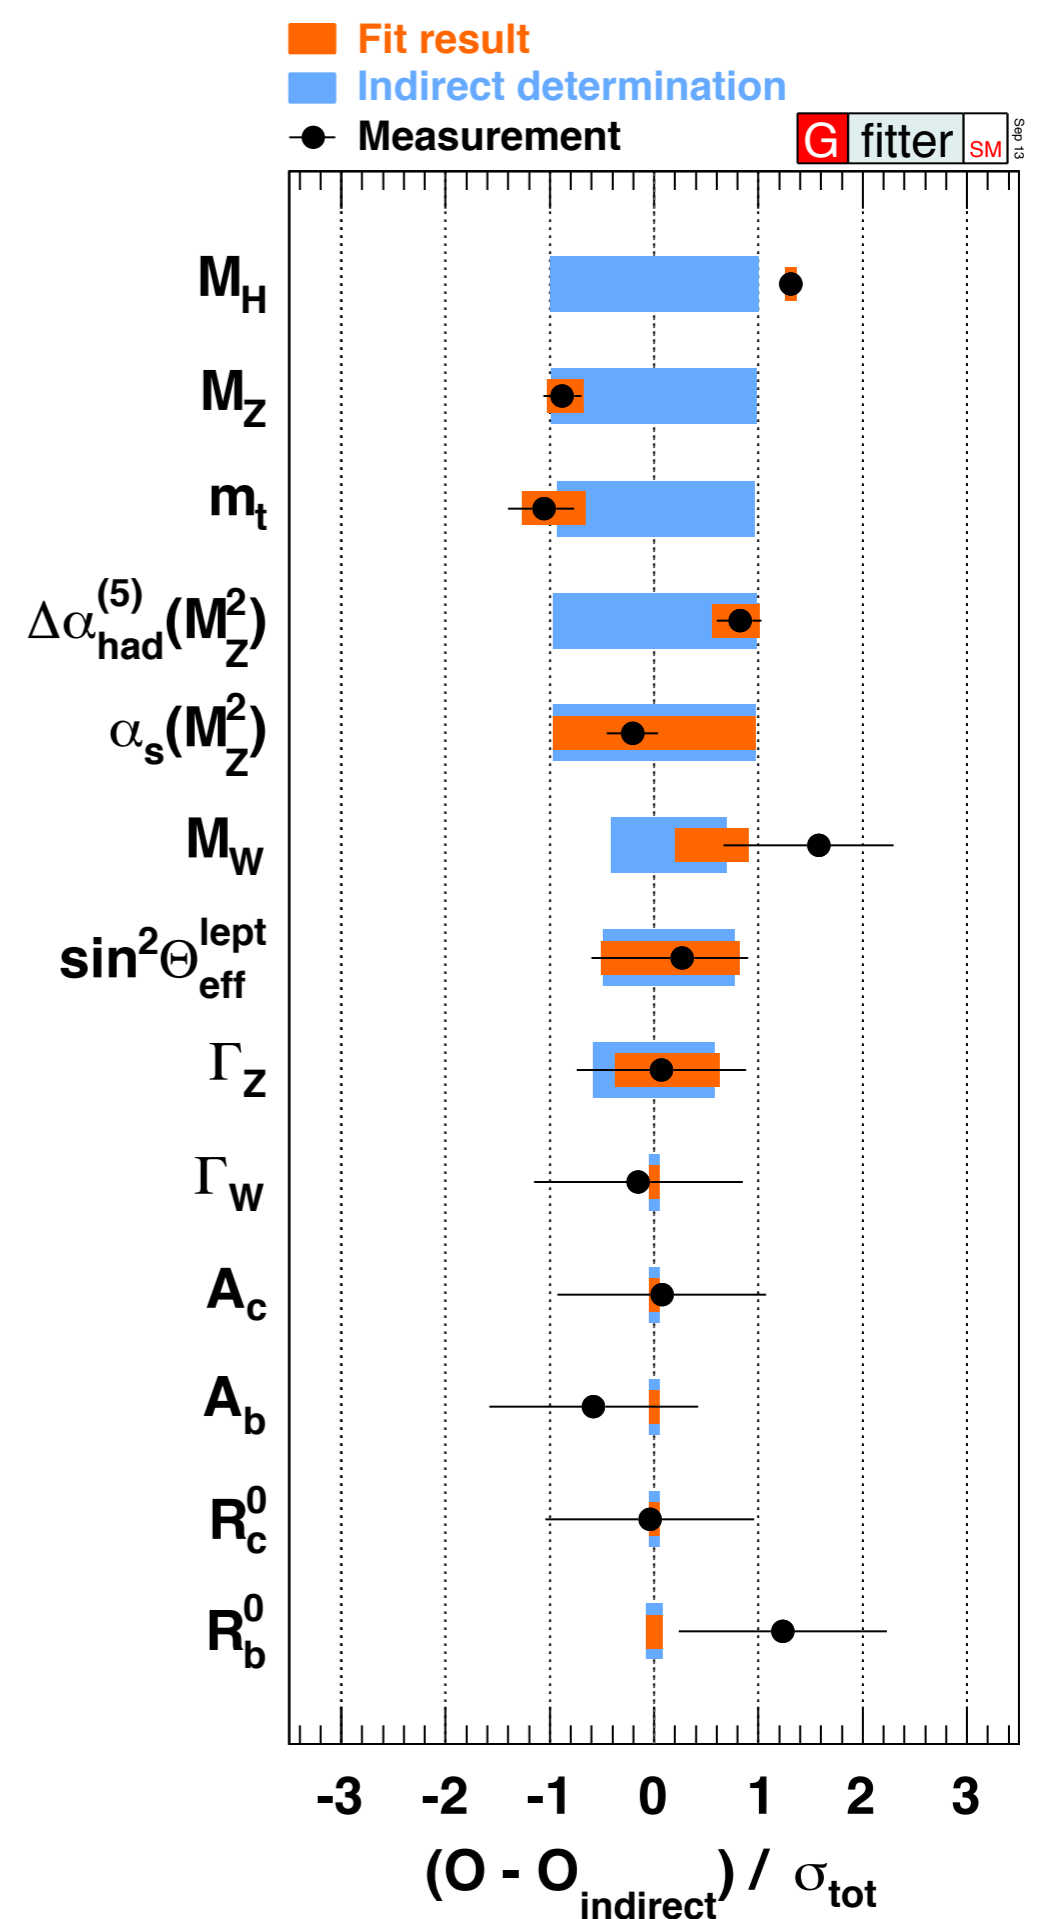 Fit result
Indirect determination
Measurement
G fitter SM
Sep 13
M_H
M_Z
m_t
Δα_had^(5)(M_Z^2)
α_s(M_Z^2)
M_W
sin^2Θ_eff^lept
Γ_Z
Γ_W
A_c
A_b
R_c^0
R_b^0
-3 -2 -1 0 1 2 3
(O - O_indirect) / σ_tot